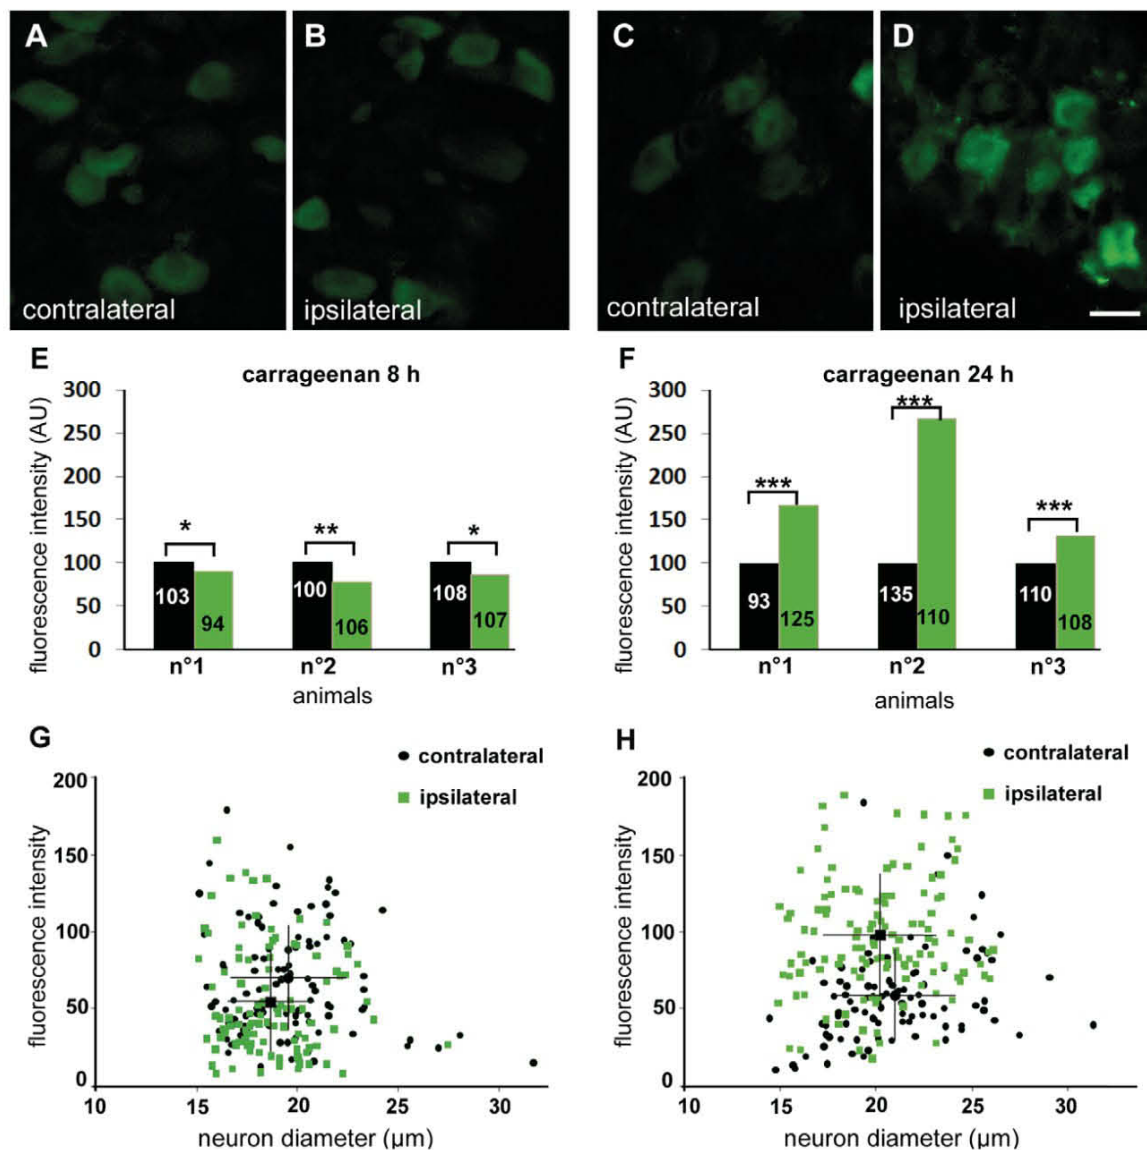 A
B
C
D
contralateral
ipsilateral
contralateral
ipsilateral
E
carrageenan 8 h
fluorescence intensity (AU)
300
250
200
150
100
50
0
*
**
*
103
94
100
106
108
107
n°1
n°2
n°3
animals
F
carrageenan 24 h
fluorescence intensity (AU)
300
250
200
150
100
50
0
***
***
***
93
125
135
110
110
108
n°1
n°2
n°3
animals
G
contralateral
ipsilateral
fluorescence intensity
200
150
100
50
0
10
15
20
25
30
neuron diameter (µm)
H
contralateral
ipsilateral
fluorescence intensity
200
150
100
50
0
10
15
20
25
30
neuron diameter (µm)